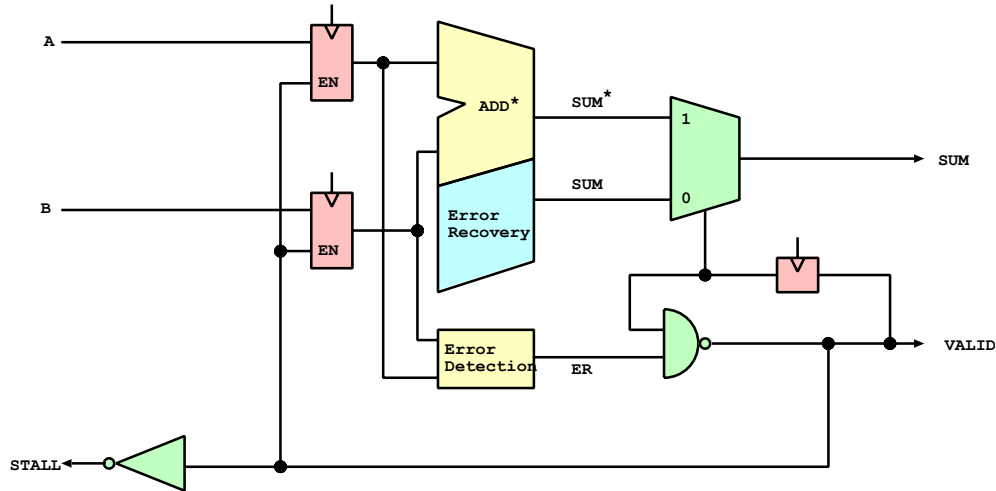 A
EN
ADD*
SUM*
1
SUM
B
SUM
0
EN
Error
Recovery
Error
Detection
ER
VALID
STALL